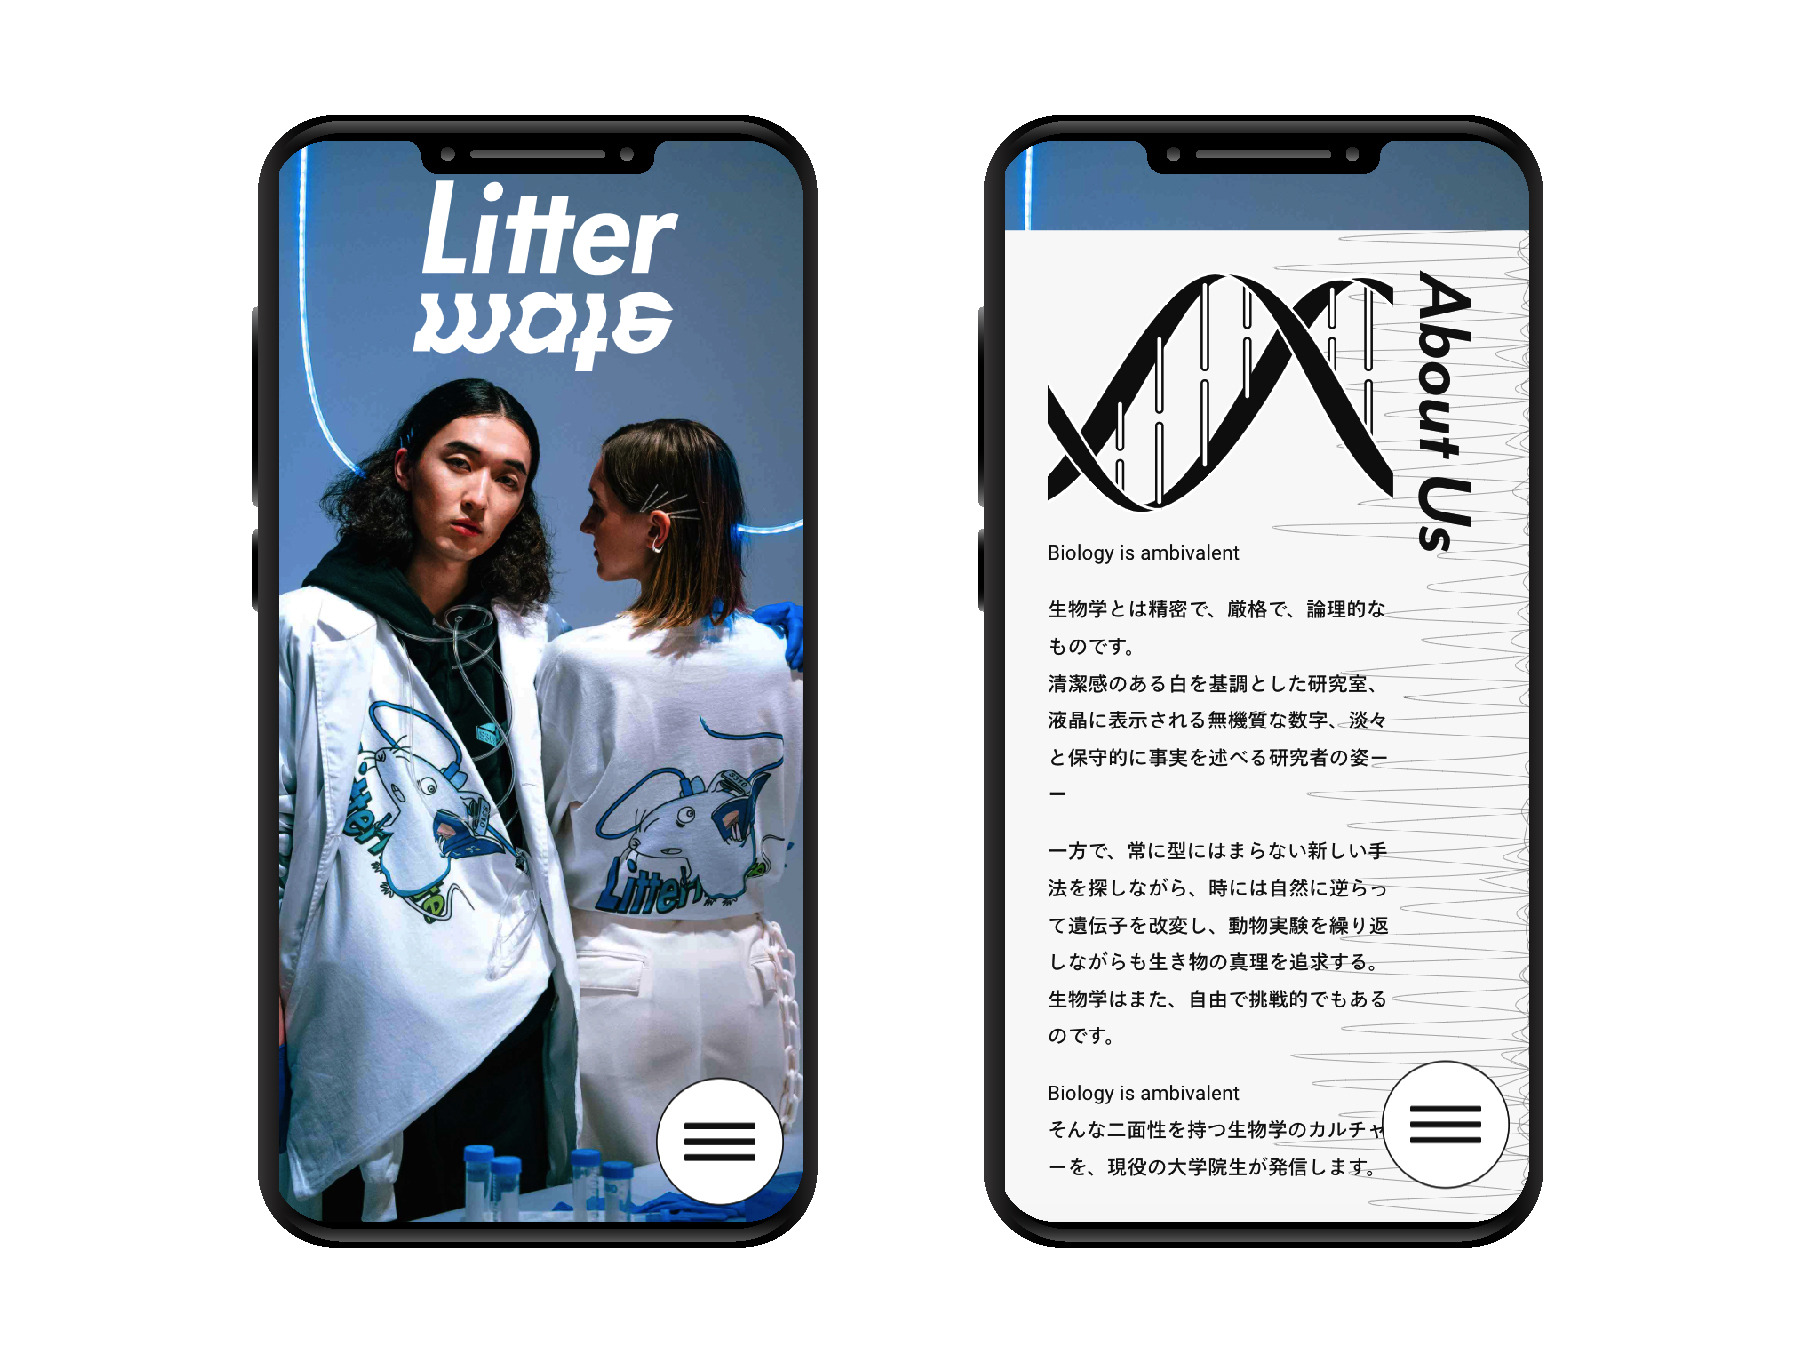 Litter
mate
Litter
Litter
About Us
Biology is ambivalent
生物学とは精密で、厳格で、論理的な
ものです。
清潔感のある白を基調とした研究室、
液晶に表示される無機質な数字、淡々
と保守的に事実を述べる研究者の姿ー
ー
一方で、常に型にはまらない新しい手
法を探しながら、時には自然に逆らっ
て遺伝子を改変し、動物実験を繰り返
しながらも生き物の真理を追求する。
生物学はまた、自由で挑戦的でもある
のです。
Biology is ambivalent
そんな二面性を持つ生物学のカルチャ
ーを、現役の大学院生が発信します。